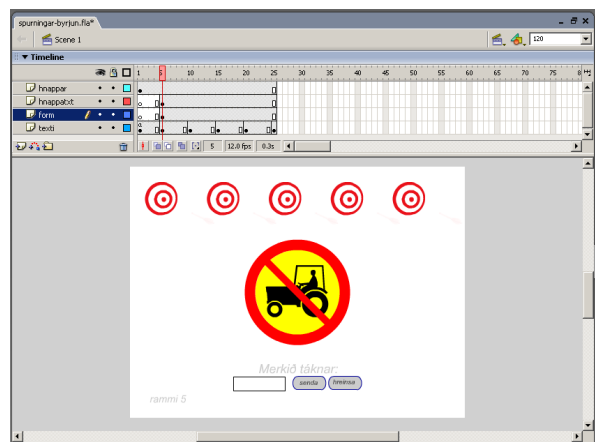 spurningar-byrjun.fla*
Scene 1
120
Timeline
1 5 10 15 20 25 30 35 40 45 50 55 60 65 70 75 8
hnappar
hnappatxt
form
texti
5 12.0 fps 0.3s
Merkið táknar:
senda hreinsa
rammi 5